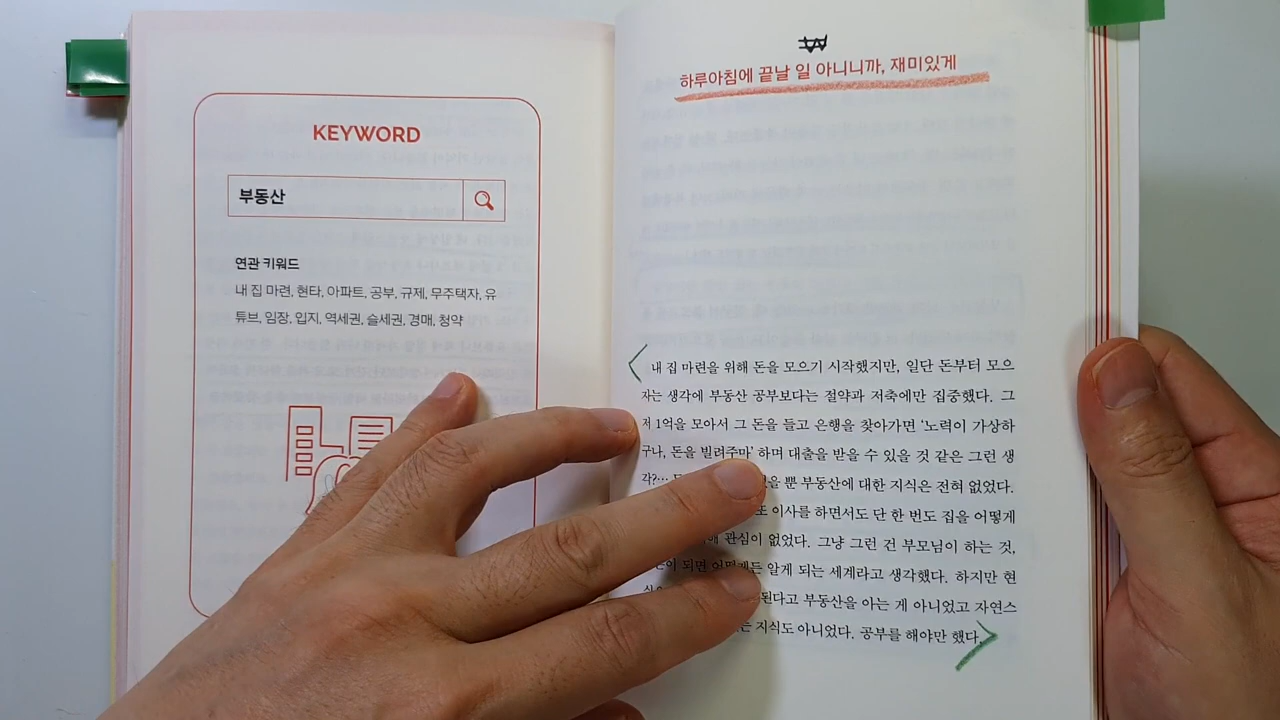 KEYWORD
부동산
연관 키워드
내 집 마련, 현타, 아파트, 공부, 규제, 무주택자, 유
튜브, 임장, 입지, 역세권, 슬세권, 경매, 청약
하루아침에 끝날 일 아니니까, 재미있게
내 집 마련을 위해 돈을 모으기 시작했지만, 일단 돈부터 모으
자는 생각에 부동산 공부보다는 절약과 저축에만 집중했다. 그
저 1억을 모아서 그 돈을 들고 은행을 찾아가면 '노력이 가상하
구나, 돈을 빌려주마' 하며 대출을 받을 수 있을 것 같은 그런 생
각?… 뿐 부동산에 대한 지식은 전혀 없었다.
또 이사를 하면서도 단 한 번도 집을 어떻게
관심이 없었다. 그냥 그런 건 부모님이 하는 것,
되면 어떻게든 알게 되는 세계라고 생각했다. 하지만 현
된다고 부동산을 아는 게 아니었고 자연스
지식도 아니었다. 공부를 해야만 했다.